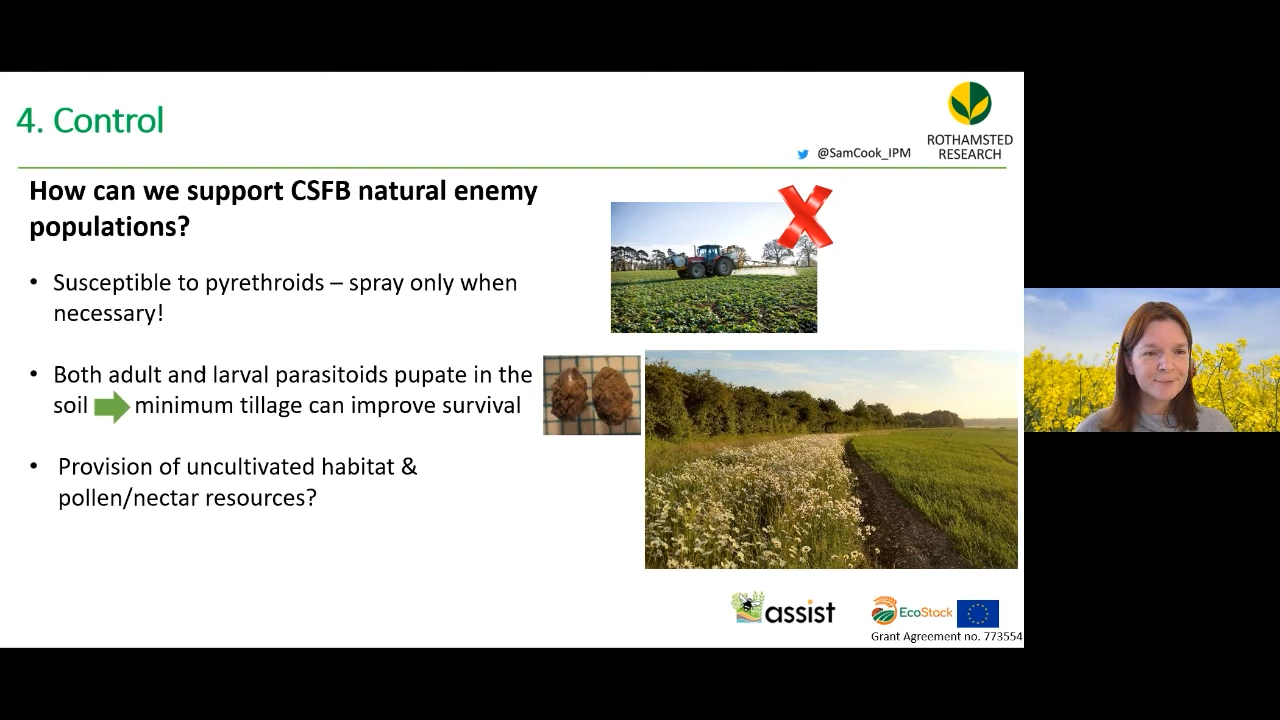 4. Control
@SamCook_IPM
ROTHAMSTED
RESEARCH
How can we support CSFB natural enemy
populations?
• Susceptible to pyrethroids – spray only when
necessary!
• Both adult and larval parasitoids pupate in the
soil minimum tillage can improve survival
• Provision of uncultivated habitat &
pollen/nectar resources?
assist
EcoStack
Grant Agreement no. 773554